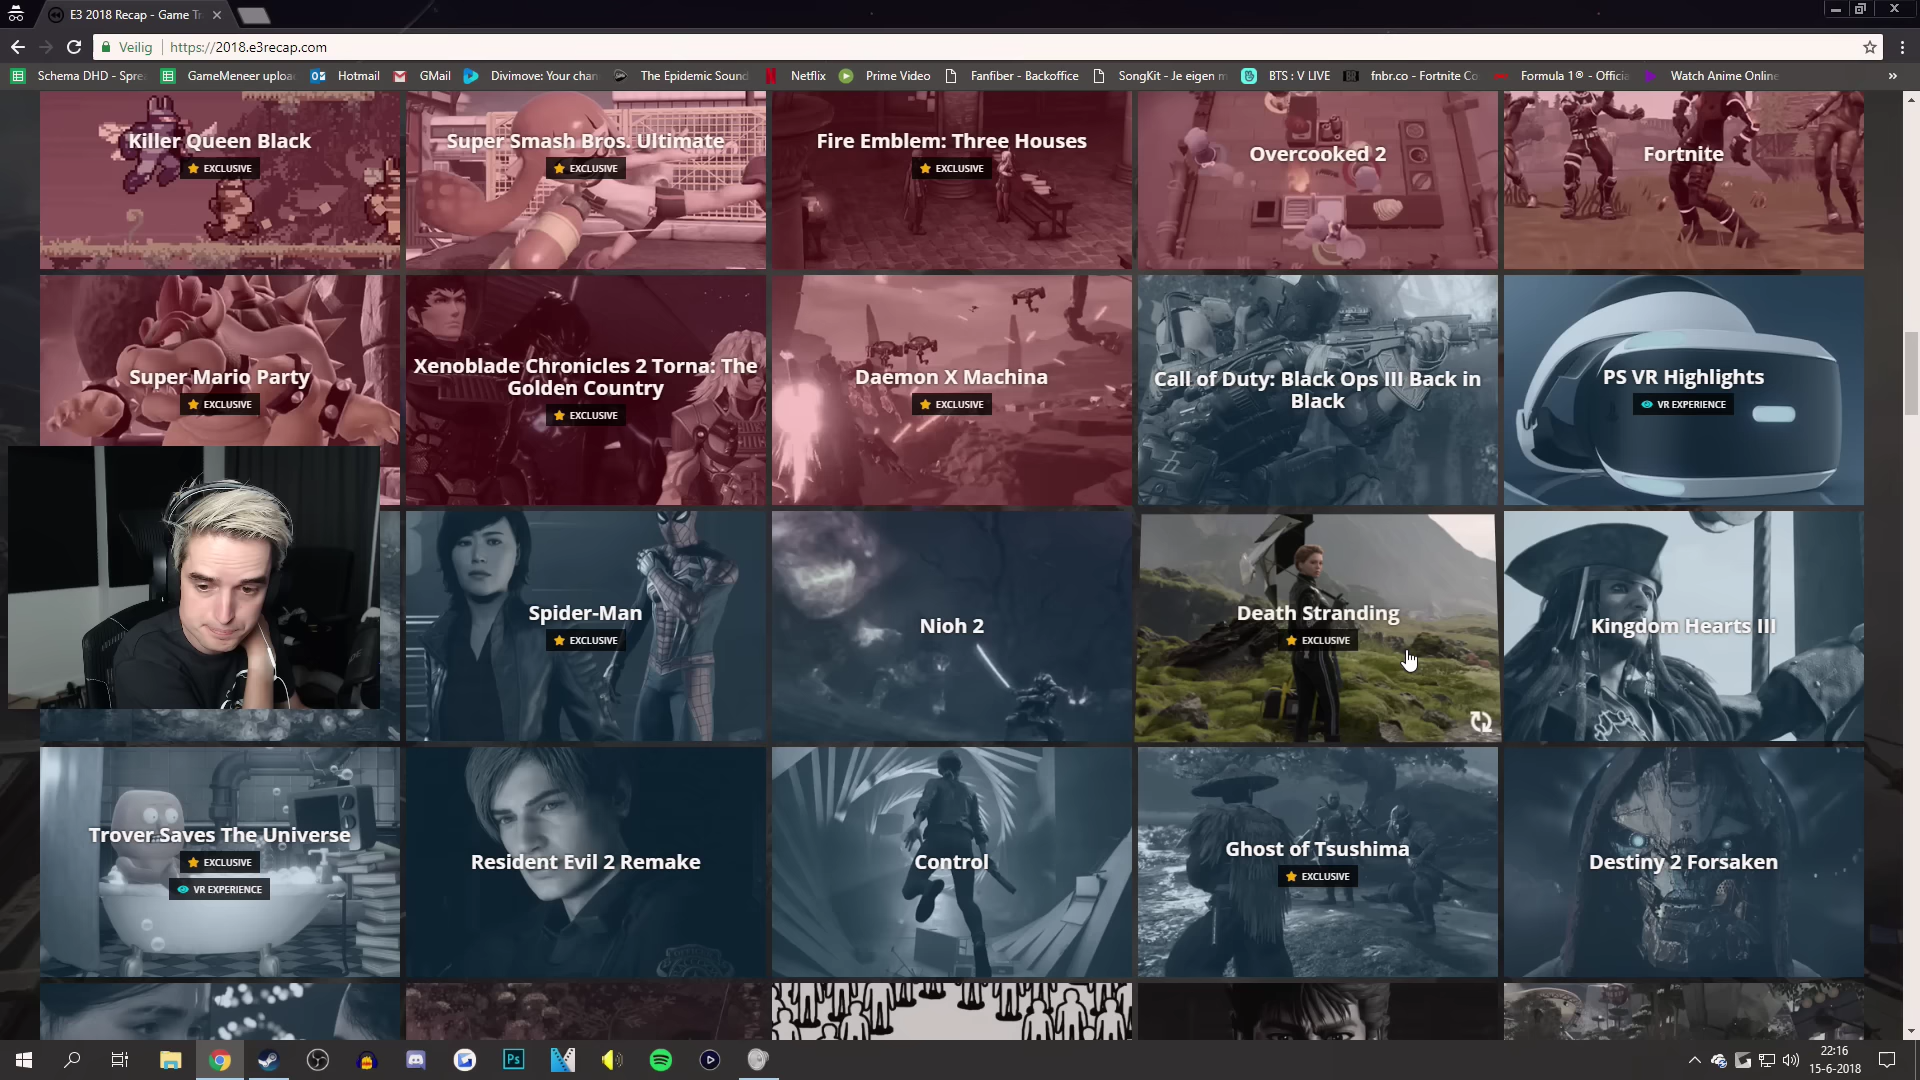 E3 2018 Recap - Game Tr
Veilig
https://2018.e3recap.com
Schema DHD - Spre
GameMeneer uploa
Hotmail
GMail
Divimove: Your chan
The Epidemic Sound
Netflix
Prime Video
Fanfiber - Backoffice
SongKit - Je eigen m
BTS : V LIVE
fnbr.co - Fortnite Co
Formula 1® - Officia
Watch Anime Online
Killer Queen Black
EXCLUSIVE
Super Smash Bros. Ultimate
EXCLUSIVE
Fire Emblem: Three Houses
EXCLUSIVE
Overcooked 2
Fortnite
Super Mario Party
EXCLUSIVE
Xenoblade Chronicles 2 Torna: The
Golden Country
EXCLUSIVE
Daemon X Machina
EXCLUSIVE
Call of Duty: Black Ops III Back in
Black
PS VR Highlights
VR EXPERIENCE
Spider-Man
EXCLUSIVE
Nioh 2
Death Stranding
EXCLUSIVE
Kingdom Hearts III
Trover Saves The Universe
EXCLUSIVE
VR EXPERIENCE
Resident Evil 2 Remake
Control
Ghost of Tsushima
EXCLUSIVE
Destiny 2 Forsaken
Ps
22:16
15-6-2018